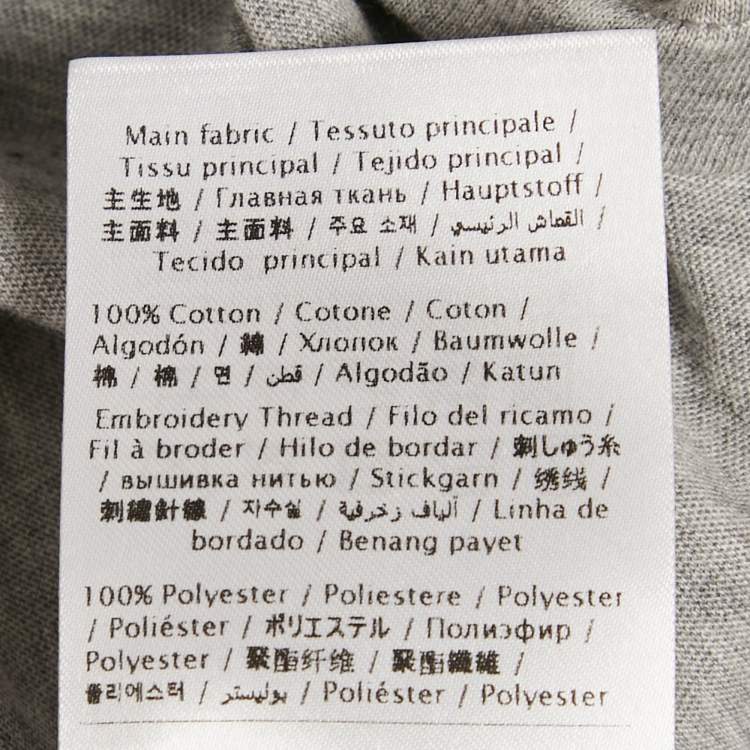 Main fabric / Tessuto principale /
Tissu principal / Tejido principal /
主生地 / Главная ткань / Hauptstoff /
主面料 / 主面料 / 주요 소재 / القماش الرئيسي /
Tecido principal / Kain utama
100% Cotton / Cotone / Coton /
Algodón / 綿 / Хлопок / Baumwolle /
棉 / 棉 / 면 / قطن / Algodão / Katun
Embroidery Thread / Filo del ricamo /
Fil à broder / Hilo de bordar / 刺しゅう糸
/ вышивка нитью / Stickgarn / 绣线 /
刺繡針線 / 자수실 / ألياف زخرفية / Linha de
bordado / Benang payet
100% Polyester / Poliestere / Polyester
/ Poliéster / ポリエステル / Полиэфир /
Polyester / 聚酯纤维 / 聚酯纖維 /
폴리에스터 / بوليستر / Poliéster / Polyester